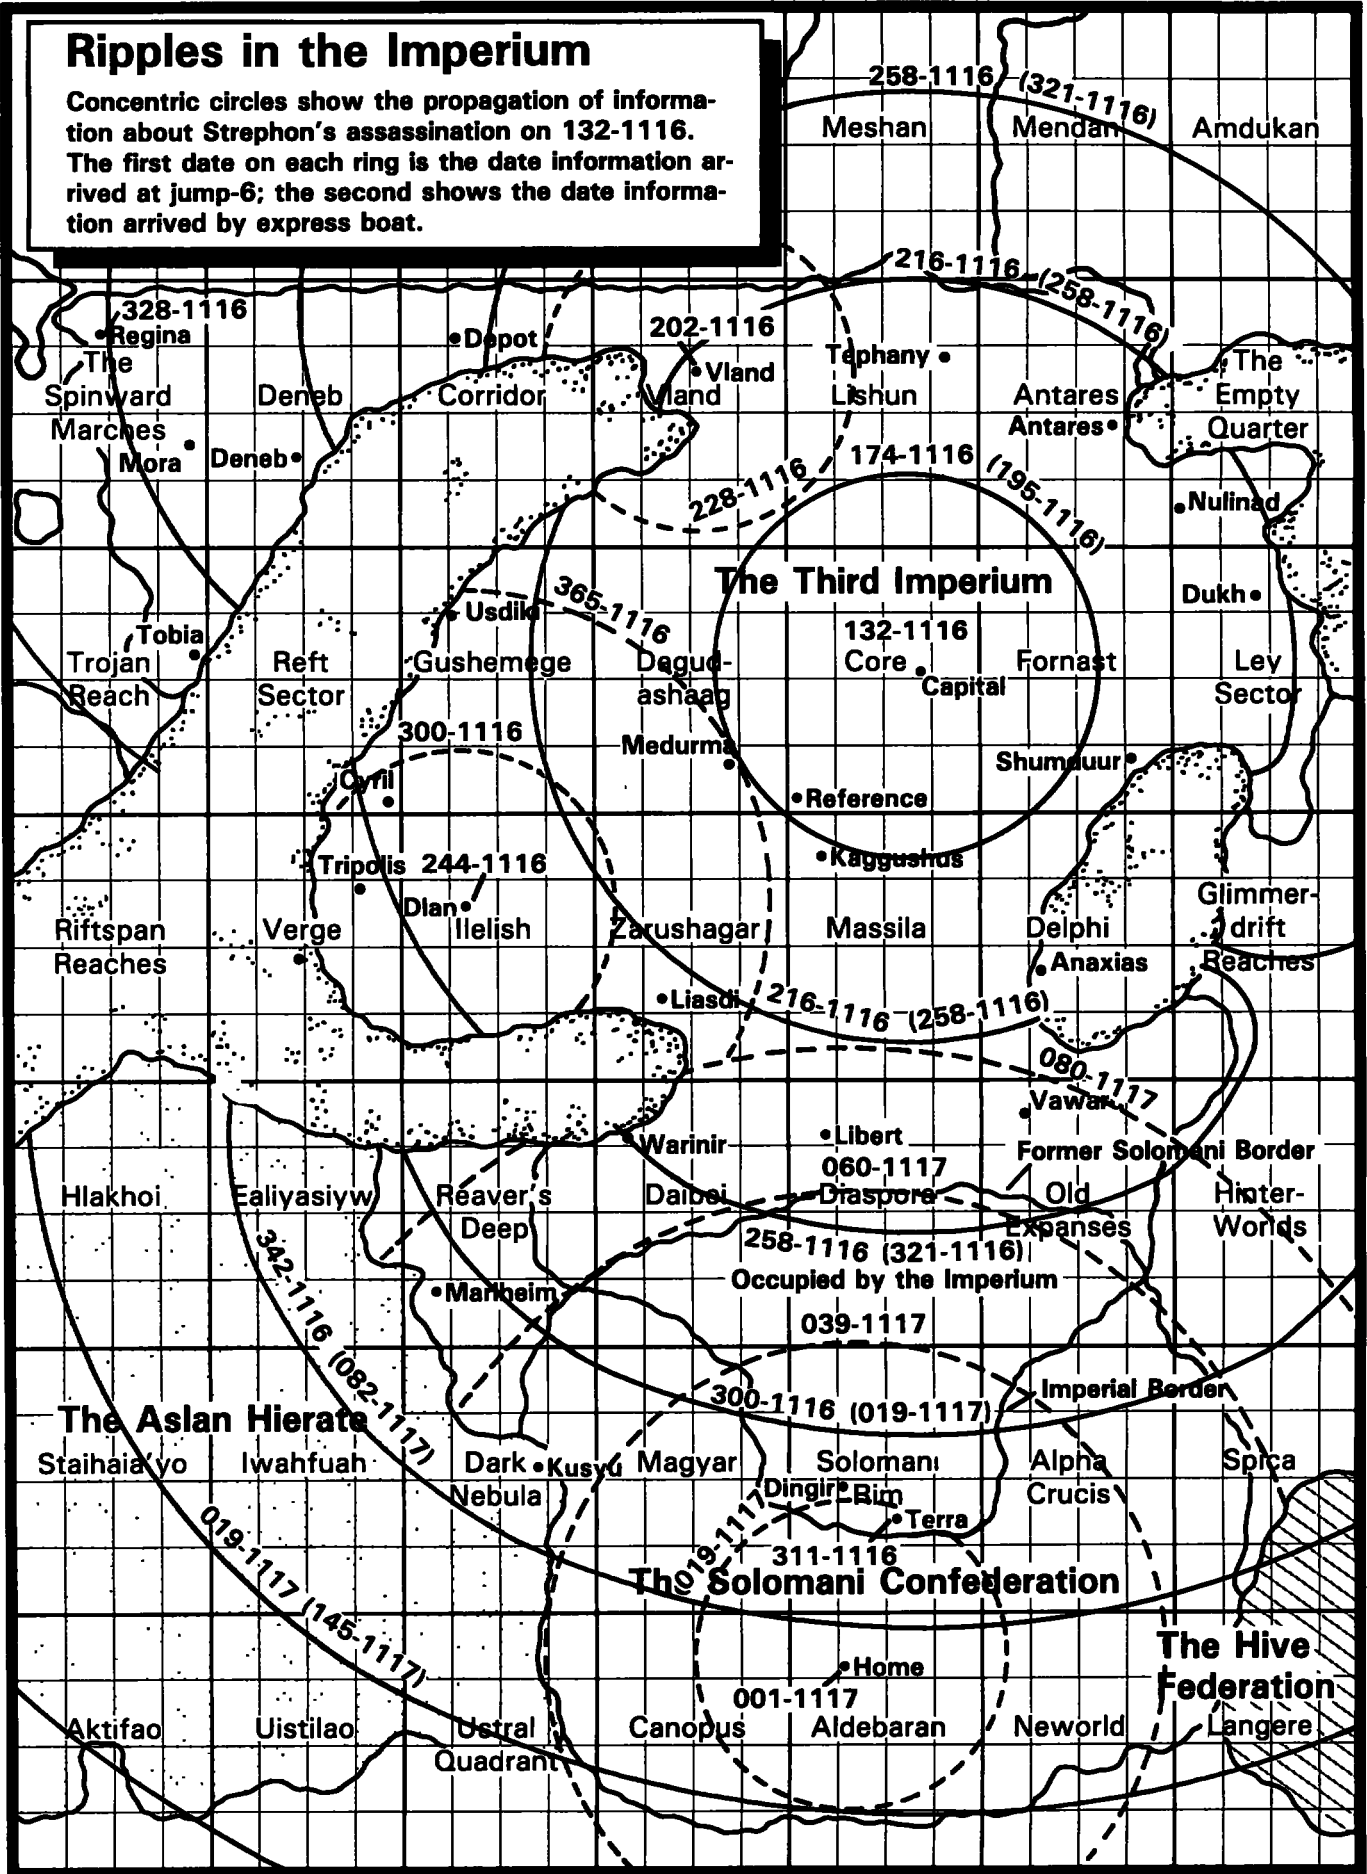 Ripples in the Imperium
Concentric circles show the propagation of informa-
tion about Strephon's assassination on 132-1116.
The first date on each ring is the date information ar-
rived at jump-6; the second shows the date informa-
tion arrived by express boat.
258-1116 (321-1116)
Meshan
Mendan
Amdukan
216-1116 (258-1116)
328-1116
Regina
Depot
202-1116
Vland
Tephany
The
Spinward
Marches
Deneb
Corridor
Vland
Lishun
Antares
Antares
The
Empty
Quarter
Mora
Deneb
174-1116 (195-1116)
228-1116
Nulinad
The Third Imperium
365-1116
Usdiki
Dukh
132-1116
Tobia
Trojan
Reach
Reft
Sector
Gushemege
Dagud-
ashaag
Core
Capital
Fornast
Ley
Sector
300-1116
Medurma
Shumduur
Cyril
Reference
Kaggushus
Tripolis
244-1116
Dlan
Riftspan
Reaches
Verge
Ilelish
Zarushagar
Massila
Delphi
Glimmer-
drift
Reaches
Anaxias
Liasdi
216-1116 (258-1116)
080-1117
Vawar
Warinir
Libert
Former Solomani Border
060-1117
Hlakhoi
Ealiyasiyw
Reaver's
Deep
Daibei
Diaspora
Old
Expanses
Hinter-
Worlds
258-1116 (321-1116)
Occupied by the Imperium
342-1116 (082-1117)
Marlheim
039-1117
Imperial Border
300-1116 (019-1117)
The Aslan Hierate
Staihaia'yo
Iwahfuah
Dark
Nebula
Kusyu
Magyar
Solomani
Rim
Alpha
Crucis
Spica
Dingir
Terra
019-1117 (145-1117)
(019-1117)
311-1116
The Solomani Confederation
The Hive
Federation
Home
001-1117
Aktifao
Uistilao
Ustral
Quadrant
Canopus
Aldebaran
Neworld
Langere